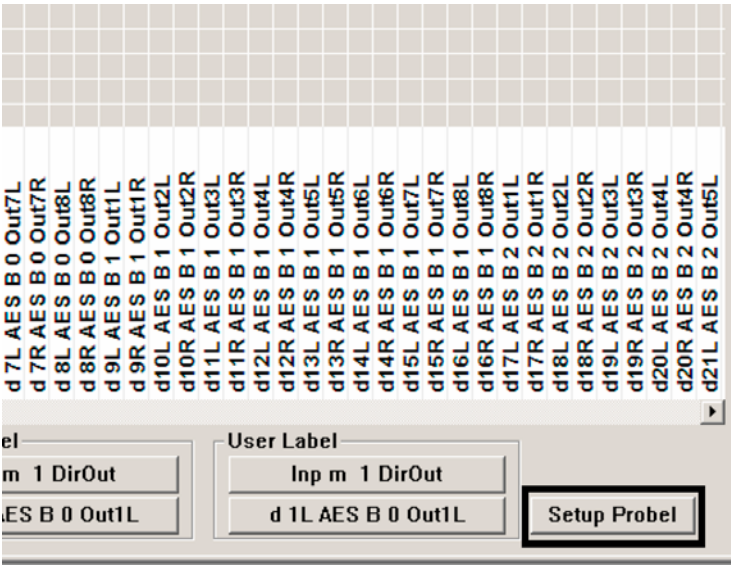 d 7L AES B 0 Out7L
d 7R AES B 0 Out7R
d 8L AES B 0 Out8L
d 8R AES B 0 Out8R
d 9L AES B 1 Out1L
d 9R AES B 1 Out1R
d10L AES B 1 Out2L
d10R AES B 1 Out2R
d11L AES B 1 Out3L
d11R AES B 1 Out3R
d12L AES B 1 Out4L
d12R AES B 1 Out4R
d13L AES B 1 Out5L
d13R AES B 1 Out5R
d14L AES B 1 Out6L
d14R AES B 1 Out6R
d15L AES B 1 Out7L
d15R AES B 1 Out7R
d16L AES B 1 Out8L
d16R AES B 1 Out8R
d17L AES B 2 Out1L
d17R AES B 2 Out1R
d18L AES B 2 Out2L
d18R AES B 2 Out2R
d19L AES B 2 Out3L
d19R AES B 2 Out3R
d20L AES B 2 Out4L
d20R AES B 2 Out4R
d21L AES B 2 Out5L
el
m 1 DirOut
AES B 0 Out1L
User Label
Inp m 1 DirOut
d 1L AES B 0 Out1L
Setup Probel